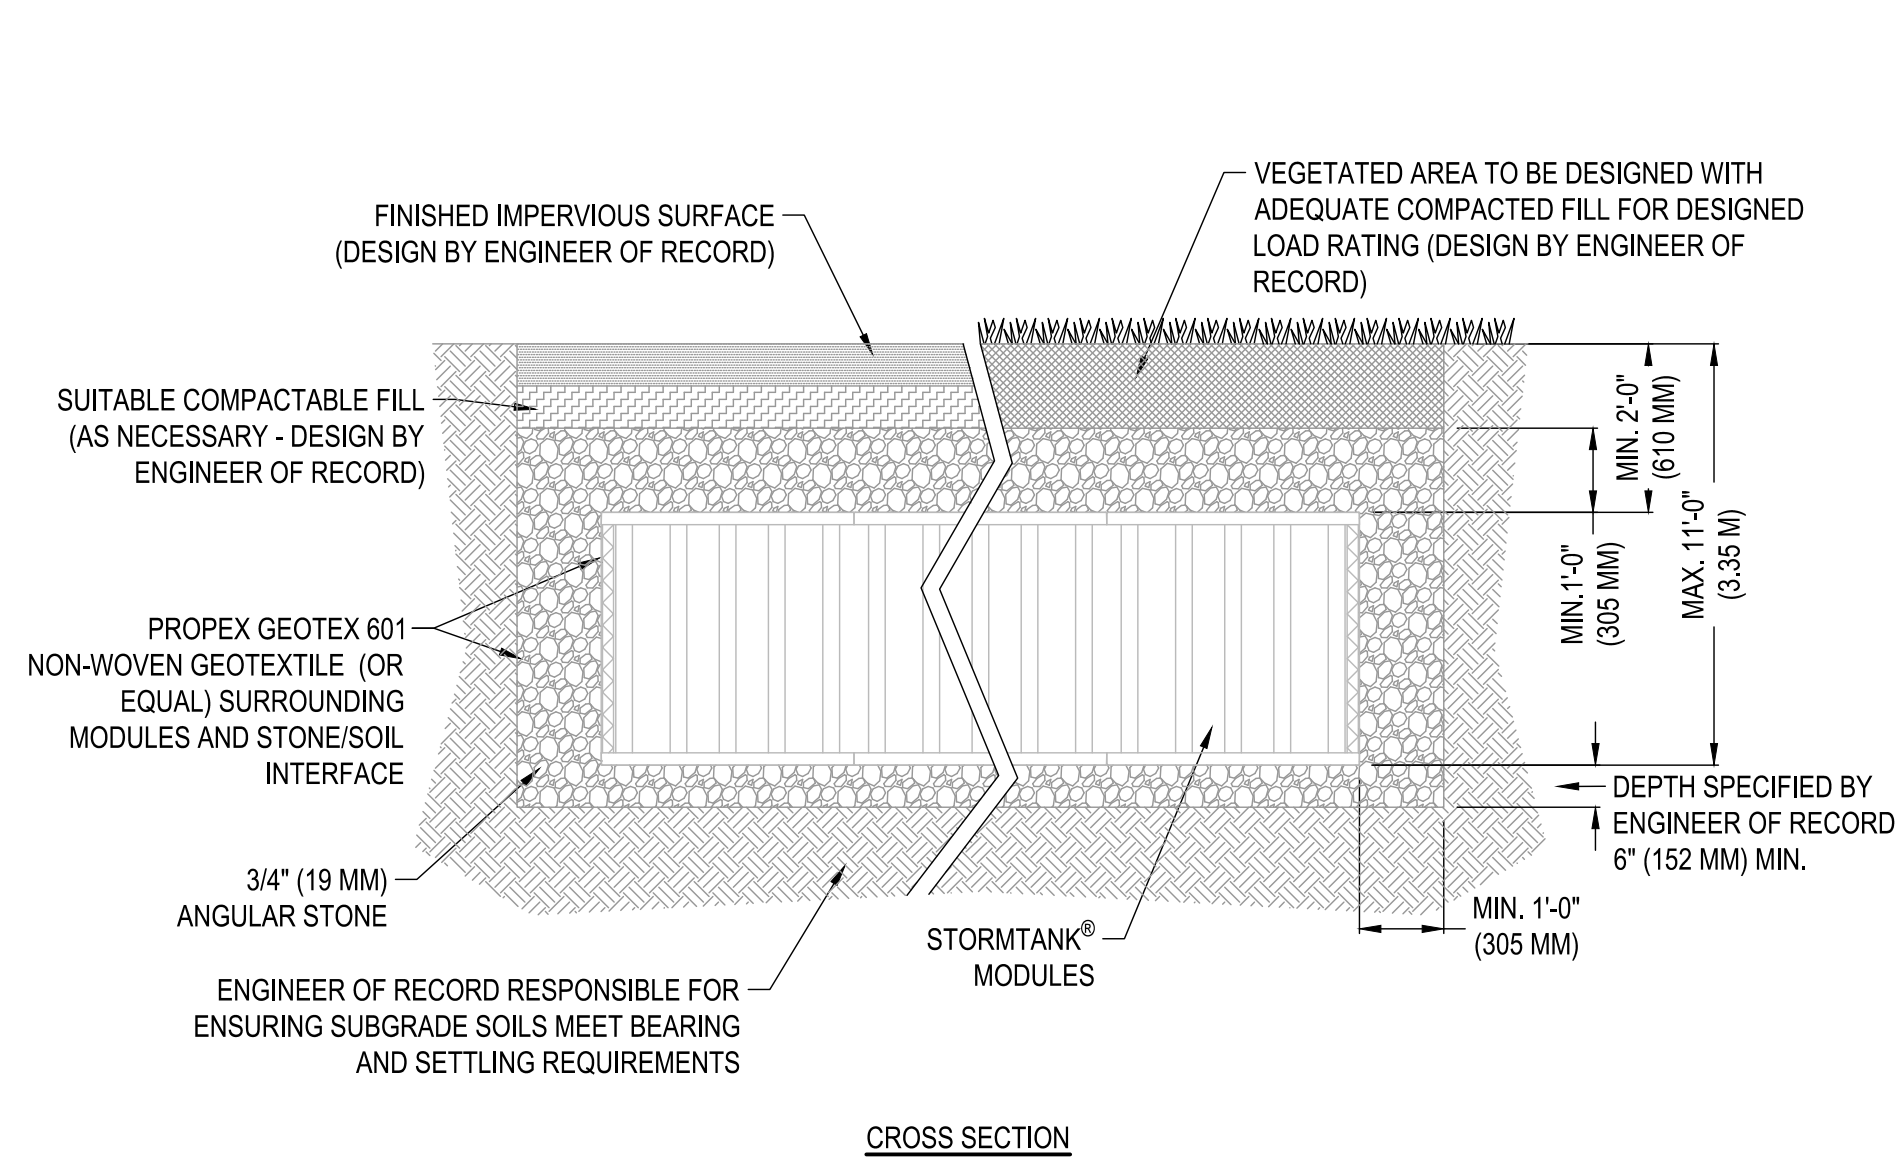 VEGETATED AREA TO BE DESIGNED WITH
ADEQUATE COMPACTED FILL FOR DESIGNED
LOAD RATING (DESIGN BY ENGINEER OF
RECORD)
FINISHED IMPERVIOUS SURFACE
(DESIGN BY ENGINEER OF RECORD)
SUITABLE COMPACTABLE FILL
(AS NECESSARY - DESIGN BY
ENGINEER OF RECORD)
MIN. 2'-0"
(610 MM)
MAX. 11'-0"
(3.35 M)
MIN.1'-0"
(305 MM)
PROPEX GEOTEX 601
NON-WOVEN GEOTEXTILE (OR
EQUAL) SURROUNDING
MODULES AND STONE/SOIL
INTERFACE
DEPTH SPECIFIED BY
ENGINEER OF RECORD
6" (152 MM) MIN.
3/4" (19 MM)
ANGULAR STONE
MIN. 1'-0"
(305 MM)
STORMTANK®
MODULES
ENGINEER OF RECORD RESPONSIBLE FOR
ENSURING SUBGRADE SOILS MEET BEARING
AND SETTLING REQUIREMENTS
CROSS SECTION